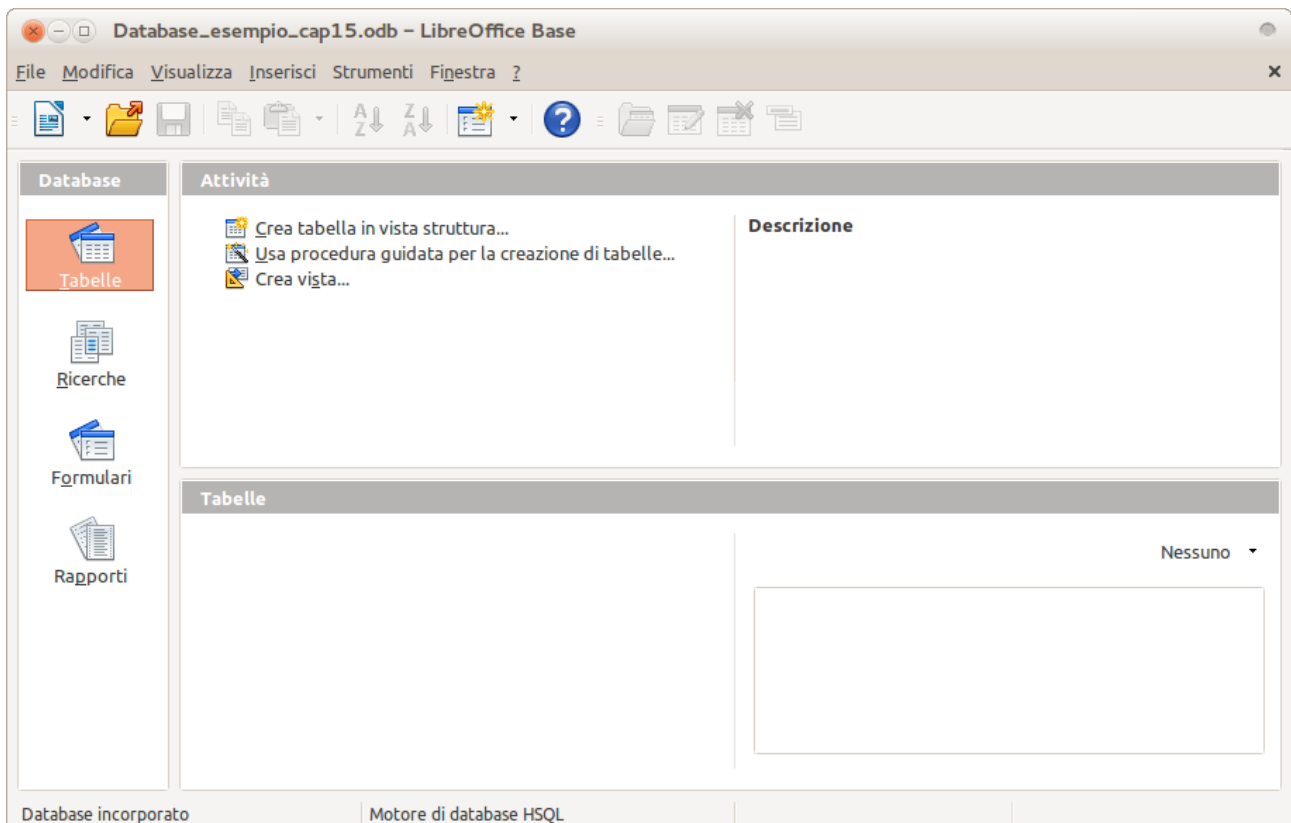 Database_esempio_cap15.odb – LibreOffice Base
File Modifica Visualizza Inserisci Strumenti Finestra ?
Database
Attività
Tabelle
Ricerche
Formulari
Rapporti
Crea tabella in vista struttura...
Usa procedura guidata per la creazione di tabelle...
Crea vista...
Descrizione
Tabelle
Nessuno
Database incorporato
Motore di database HSQL